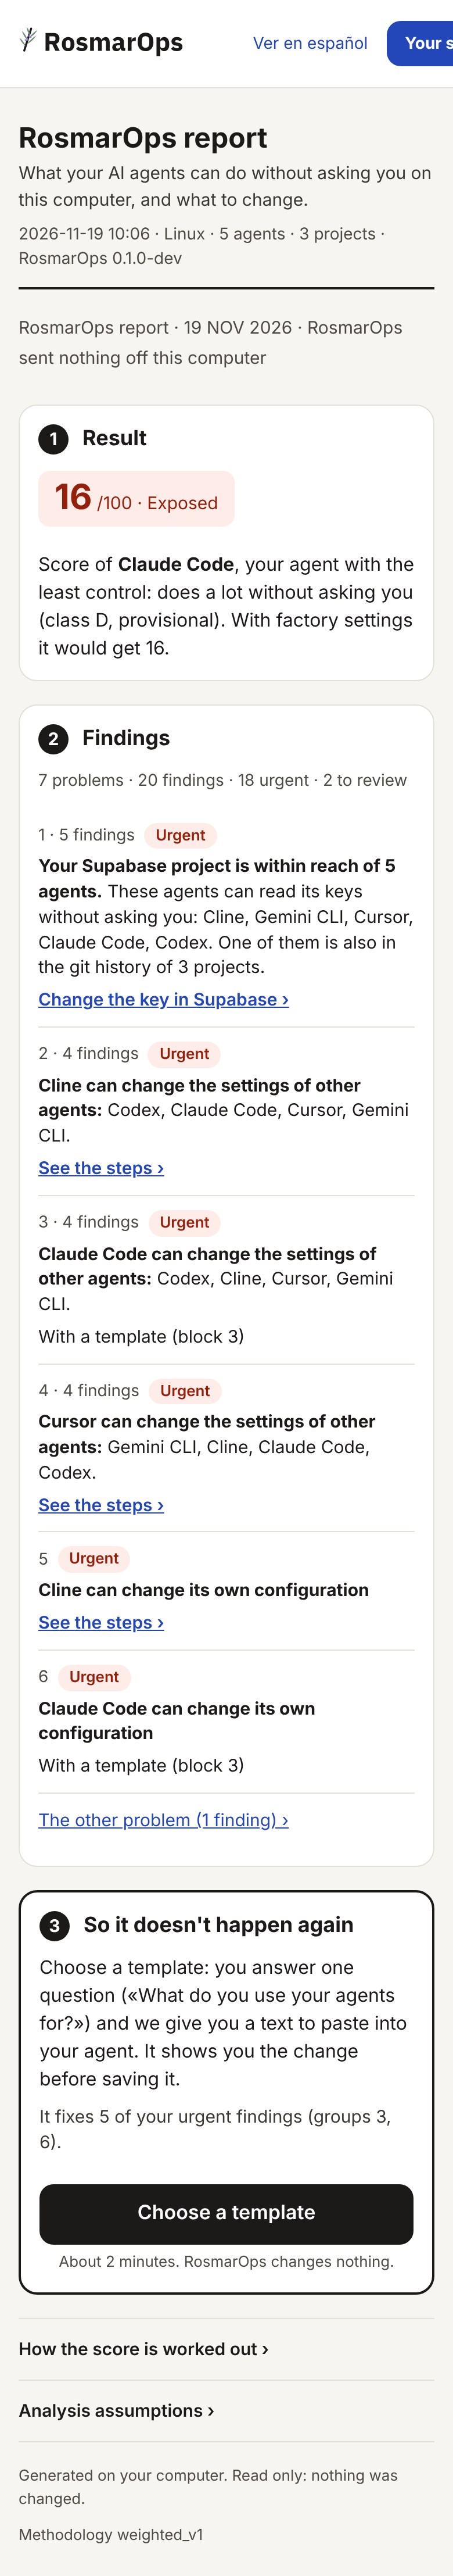 RosmarOps
Ver en español
Your s
RosmarOps report
What your AI agents can do without asking you on
this computer, and what to change.
2026-11-19 10:06 · Linux · 5 agents · 3 projects ·
RosmarOps 0.1.0-dev
RosmarOps report · 19 NOV 2026 · RosmarOps
sent nothing off this computer
1 Result
16 /100 · Exposed
Score of Claude Code, your agent with the
least control: does a lot without asking you
(class D, provisional). With factory settings
it would get 16.
2 Findings
7 problems · 20 findings · 18 urgent · 2 to review
1 · 5 findings Urgent
Your Supabase project is within reach of 5
agents. These agents can read its keys
without asking you: Cline, Gemini CLI, Cursor,
Claude Code, Codex. One of them is also in
the git history of 3 projects.
Change the key in Supabase ›
2 · 4 findings Urgent
Cline can change the settings of other
agents: Codex, Claude Code, Cursor, Gemini
CLI.
See the steps ›
3 · 4 findings Urgent
Claude Code can change the settings of
other agents: Codex, Cline, Cursor, Gemini
CLI.
With a template (block 3)
4 · 4 findings Urgent
Cursor can change the settings of other
agents: Gemini CLI, Cline, Claude Code,
Codex.
See the steps ›
5 Urgent
Cline can change its own configuration
See the steps ›
6 Urgent
Claude Code can change its own
configuration
With a template (block 3)
The other problem (1 finding) ›
3 So it doesn't happen again
Choose a template: you answer one
question («What do you use your agents
for?») and we give you a text to paste into
your agent. It shows you the change
before saving it.
It fixes 5 of your urgent findings (groups 3,
6).
Choose a template
About 2 minutes. RosmarOps changes nothing.
How the score is worked out ›
Analysis assumptions ›
Generated on your computer. Read only: nothing was
changed.
Methodology weighted_v1